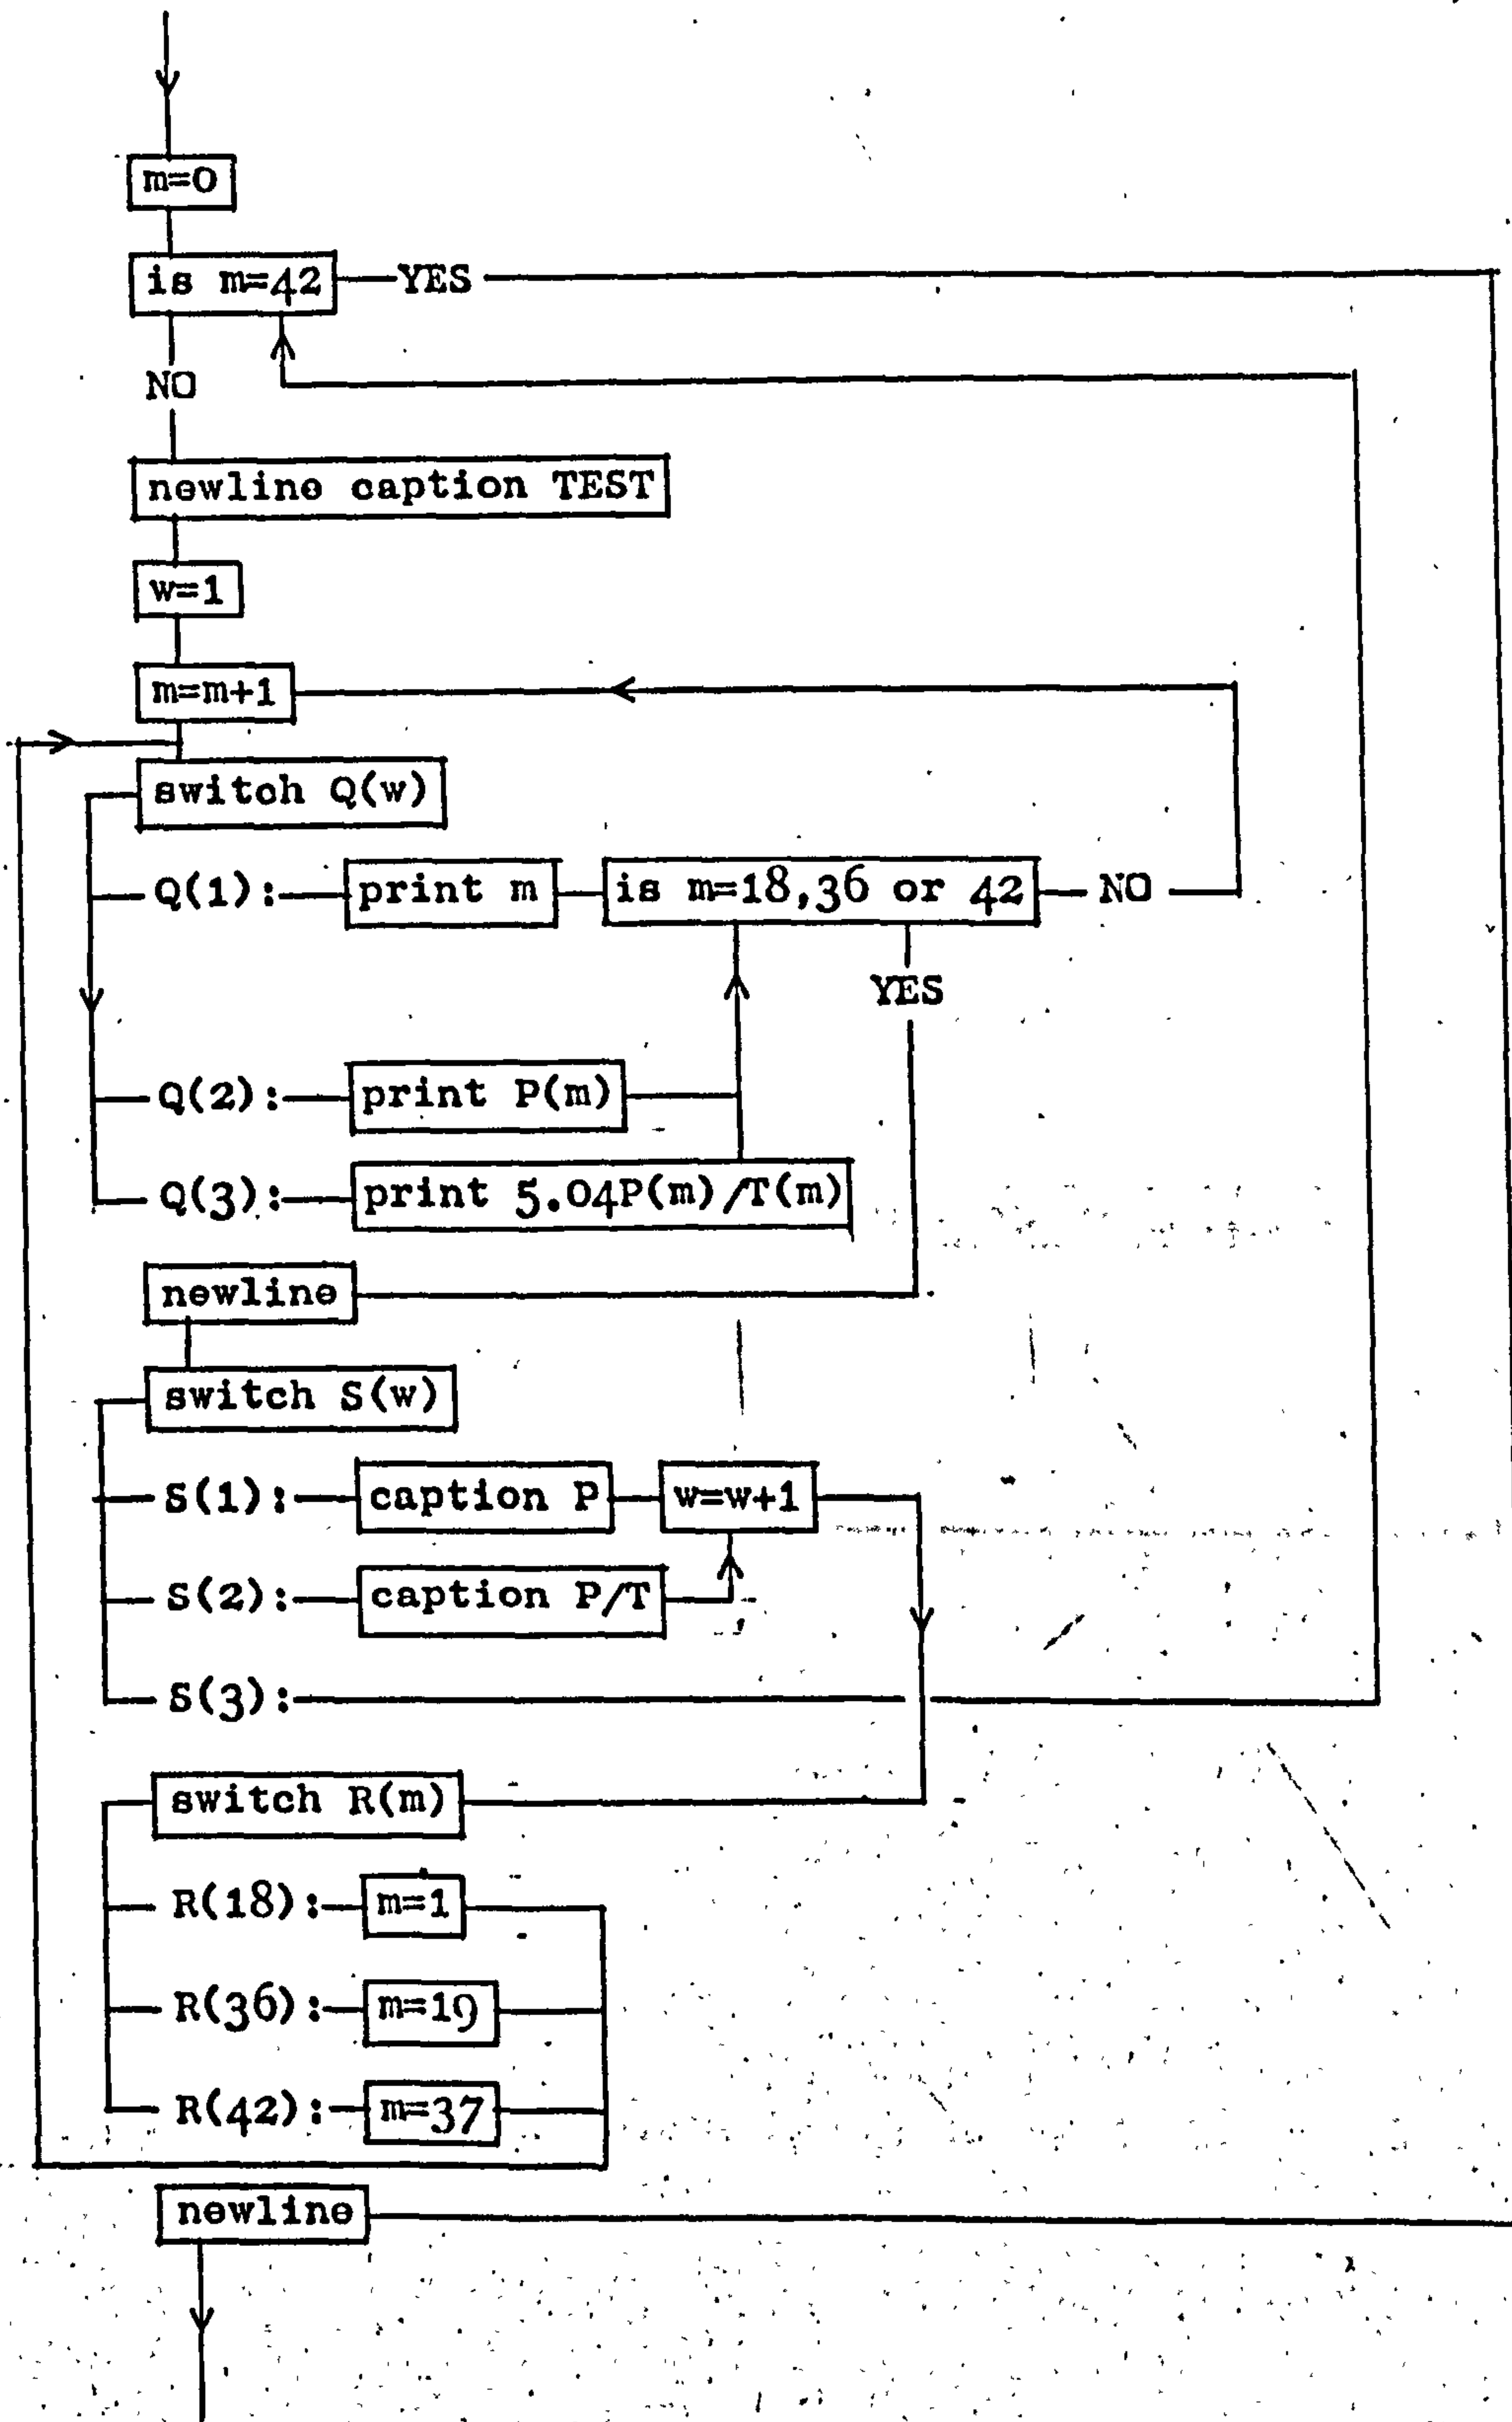 m=0
is m=42 YES
NO
newline caption TEST
w=1
m=m+1
switch Q(w)
Q(1): print m is m=18,36 or 42 NO
YES
Q(2): print P(m)
Q(3): print 5.04P(m)/T(m)
newline
switch S(w)
S(1): caption P w=w+1
S(2): caption P/T
S(3):
switch R(m)
R(18): m=1
R(36): m=19
R(42): m=37
newline